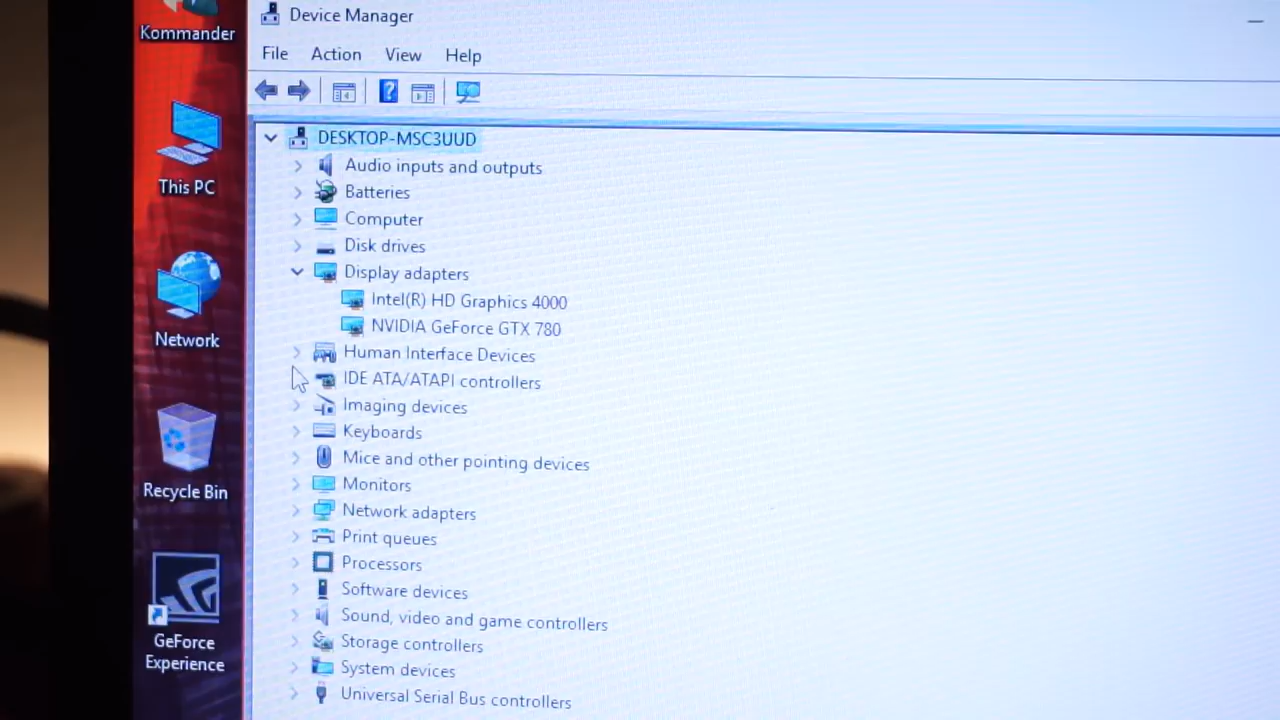 Kommander
This PC
Network
Recycle Bin
GeForce
Experience
Device Manager
File Action View Help
DESKTOP-MSC3UUD
Audio inputs and outputs
Batteries
Computer
Disk drives
Display adapters
Intel(R) HD Graphics 4000
NVIDIA GeForce GTX 780
Human Interface Devices
IDE ATA/ATAPI controllers
Imaging devices
Keyboards
Mice and other pointing devices
Monitors
Network adapters
Print queues
Processors
Software devices
Sound, video and game controllers
Storage controllers
System devices
Universal Serial Bus controllers